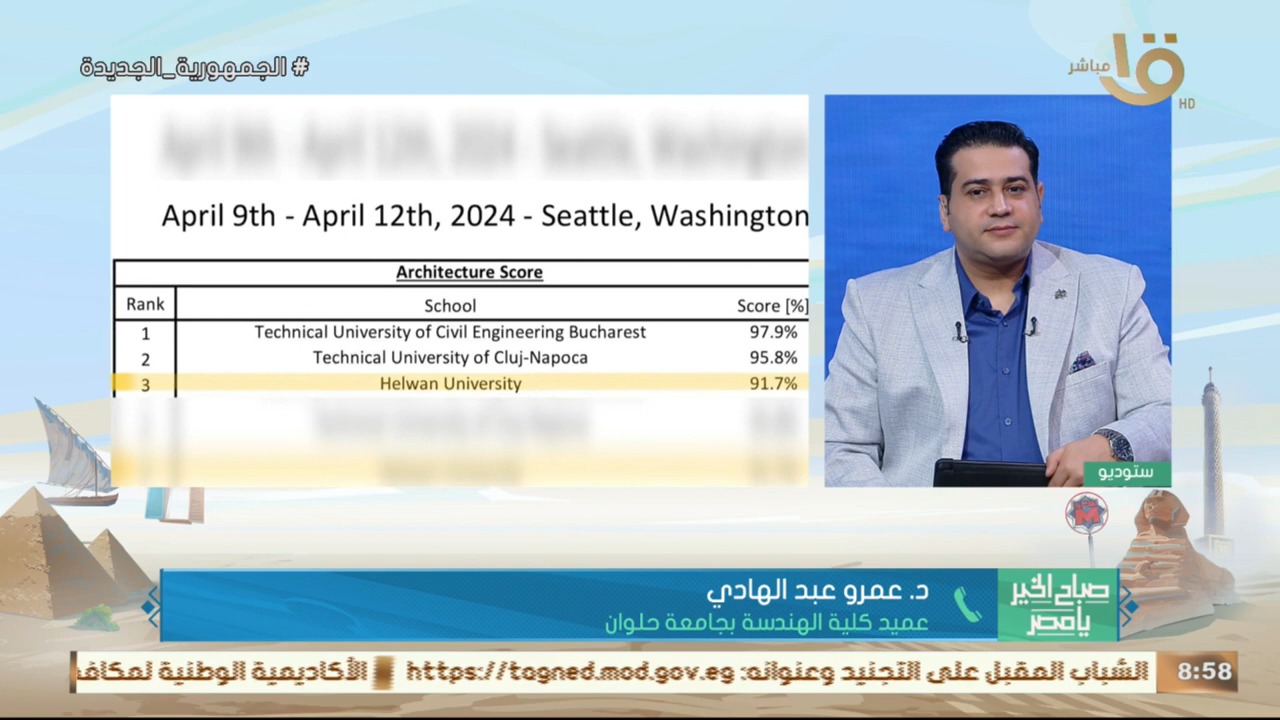 # الجمهورية_الجديدة
مباشر
HD
April 9th - April 12th, 2024 - Seattle, Washington
Architecture Score
Rank School Score [%]
1 Technical University of Civil Engineering Bucharest 97.9%
2 Technical University of Cluj-Napoca 95.8%
3 Helwan University 91.7%
ستوديو
صباح الخير
يا مصر
د. عمرو عبد الهادي
عميد كلية الهندسة بجامعة حلوان
الشباب المقبل على التجنيد وعنوانه: https://tagned.mod.gov.eg الأكاديمية الوطنية لمكافا
8:58